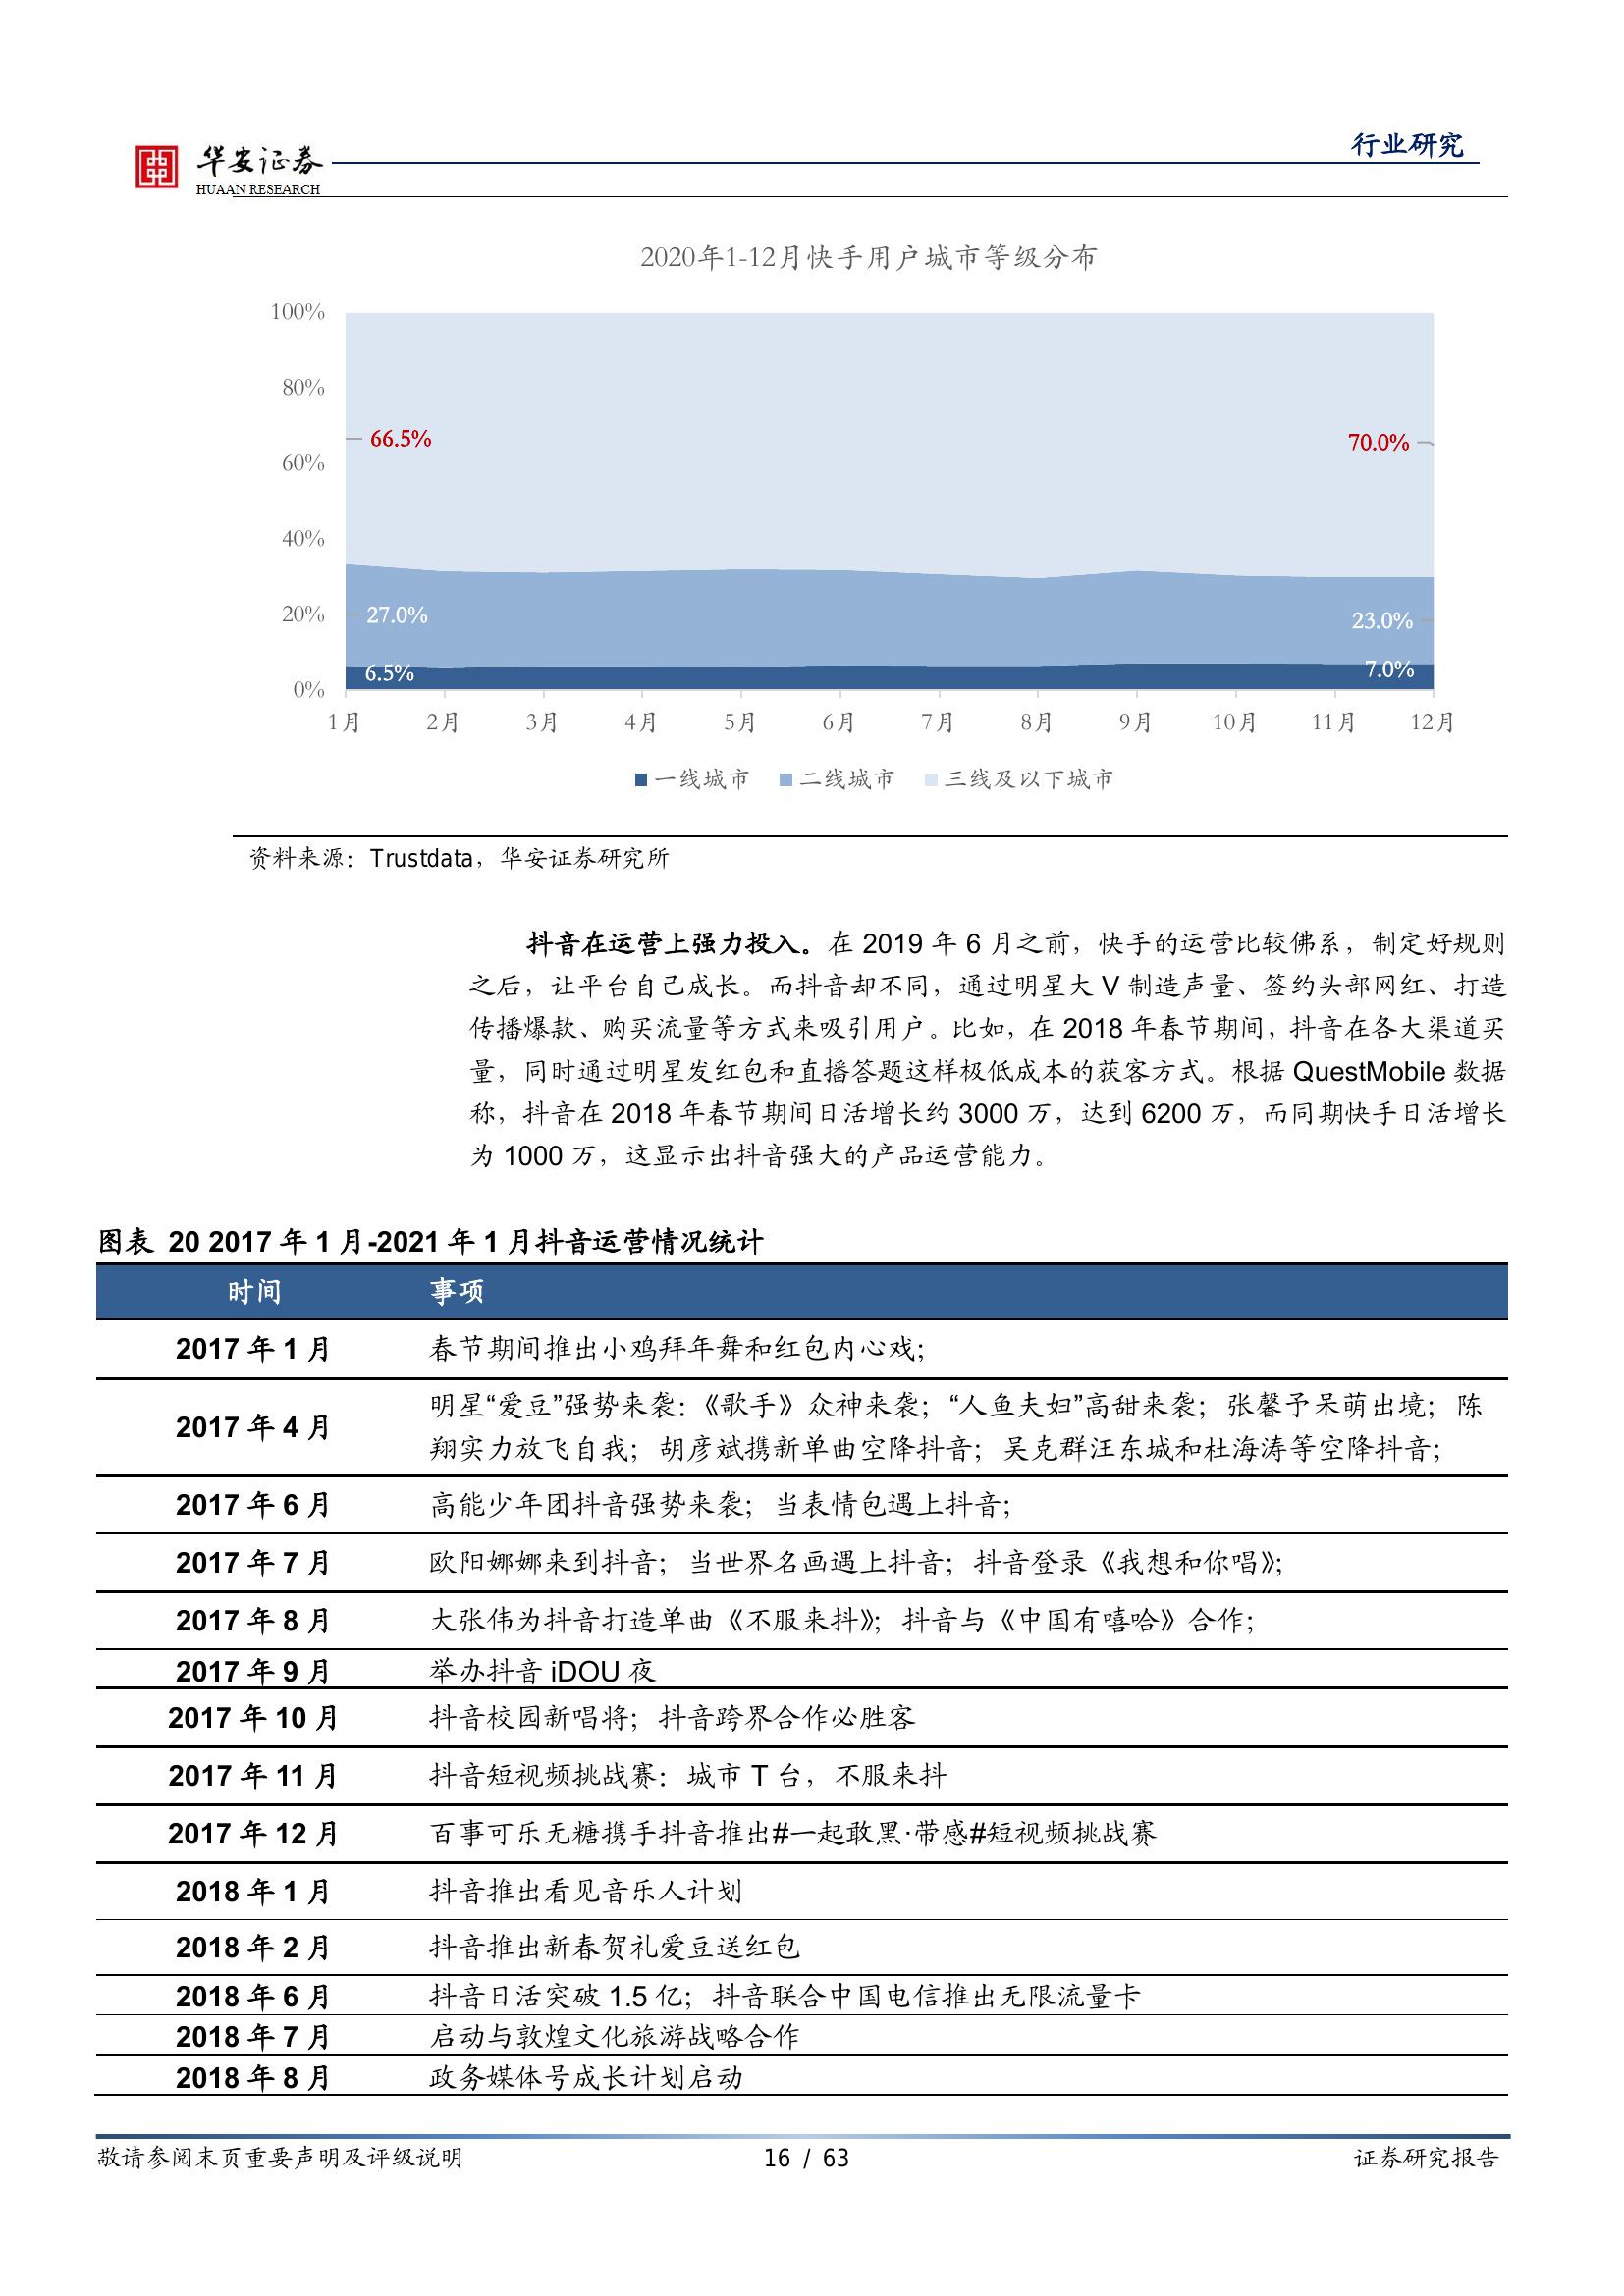 华安证券
HUAAN RESEARCH
行业研究
2020年1-12月快手用户城市等级分布
100%
80%
60%
40%
20%
0%
66.5%
70.0%
27.0%
23.0%
6.5%
7.0%
1月 2月 3月 4月 5月 6月 7月 8月 9月 10月 11月 12月
一线城市 二线城市 三线及以下城市
资料来源：Trustdata，华安证券研究所
抖音在运营上强力投入。在 2019 年 6 月之前，快手的运营比较佛系，制定好规则
之后，让平台自己成长。而抖音却不同，通过明星大 V 制造声量、签约头部网红、打造
传播爆款、购买流量等方式来吸引用户。比如，在 2018 年春节期间，抖音在各大渠道买
量，同时通过明星发红包和直播答题这样极低成本的获客方式。根据 QuestMobile 数据
称，抖音在 2018 年春节期间日活增长约 3000 万，达到 6200 万，而同期快手日活增长
为 1000 万，这显示出抖音强大的产品运营能力。
图表 20 2017 年 1 月-2021 年 1 月抖音运营情况统计
时间 事项
2017 年 1 月 春节期间推出小鸡拜年舞和红包内心戏；
2017 年 4 月 明星“爱豆”强势来袭：《歌手》众神来袭；“人鱼夫妇”高甜来袭；张馨予呆萌出境；陈
翔实力放飞自我；胡彦斌携新单曲空降抖音；吴克群汪东城和杜海涛等空降抖音；
2017 年 6 月 高能少年团抖音强势来袭；当表情包遇上抖音；
2017 年 7 月 欧阳娜娜来到抖音；当世界名画遇上抖音；抖音登录《我想和你唱》；
2017 年 8 月 大张伟为抖音打造单曲《不服来抖》；抖音与《中国有嘻哈》合作；
2017 年 9 月 举办抖音 iDOU 夜
2017 年 10 月 抖音校园新唱将；抖音跨界合作必胜客
2017 年 11 月 抖音短视频挑战赛：城市 T 台，不服来抖
2017 年 12 月 百事可乐无糖携手抖音推出#一起敢黑·带感#短视频挑战赛
2018 年 1 月 抖音推出看见音乐人计划
2018 年 2 月 抖音推出新春贺礼爱豆送红包
2018 年 6 月 抖音日活突破 1.5 亿；抖音联合中国电信推出无限流量卡
2018 年 7 月 启动与敦煌文化旅游战略合作
2018 年 8 月 政务媒体号成长计划启动
敬请参阅末页重要声明及评级说明 16 / 63 证券研究报告